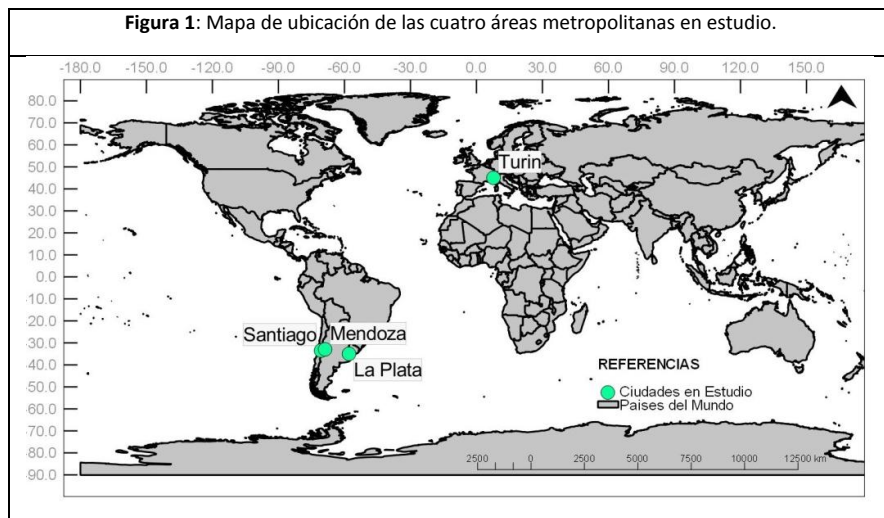 Figura 1: Mapa de ubicación de las cuatro áreas metropolitanas en estudio.
-180.0 -150.0 -120.0 -90.0 -60.0 -30.0 0.0 30.0 60.0 90.0 120.0 150.0
80.0
70.0
60.0
50.0
40.0
30.0
20.0
10.0
0.0
-10.0
-20.0
-30.0
-40.0
-50.0
-60.0
-70.0
-80.0
-90.0
Turin
Santiago
Mendoza
La Plata
REFERENCIAS
Ciudades en Estudio
Paises del Mundo
2500 0 2500 5000 7500 10000 12500 km